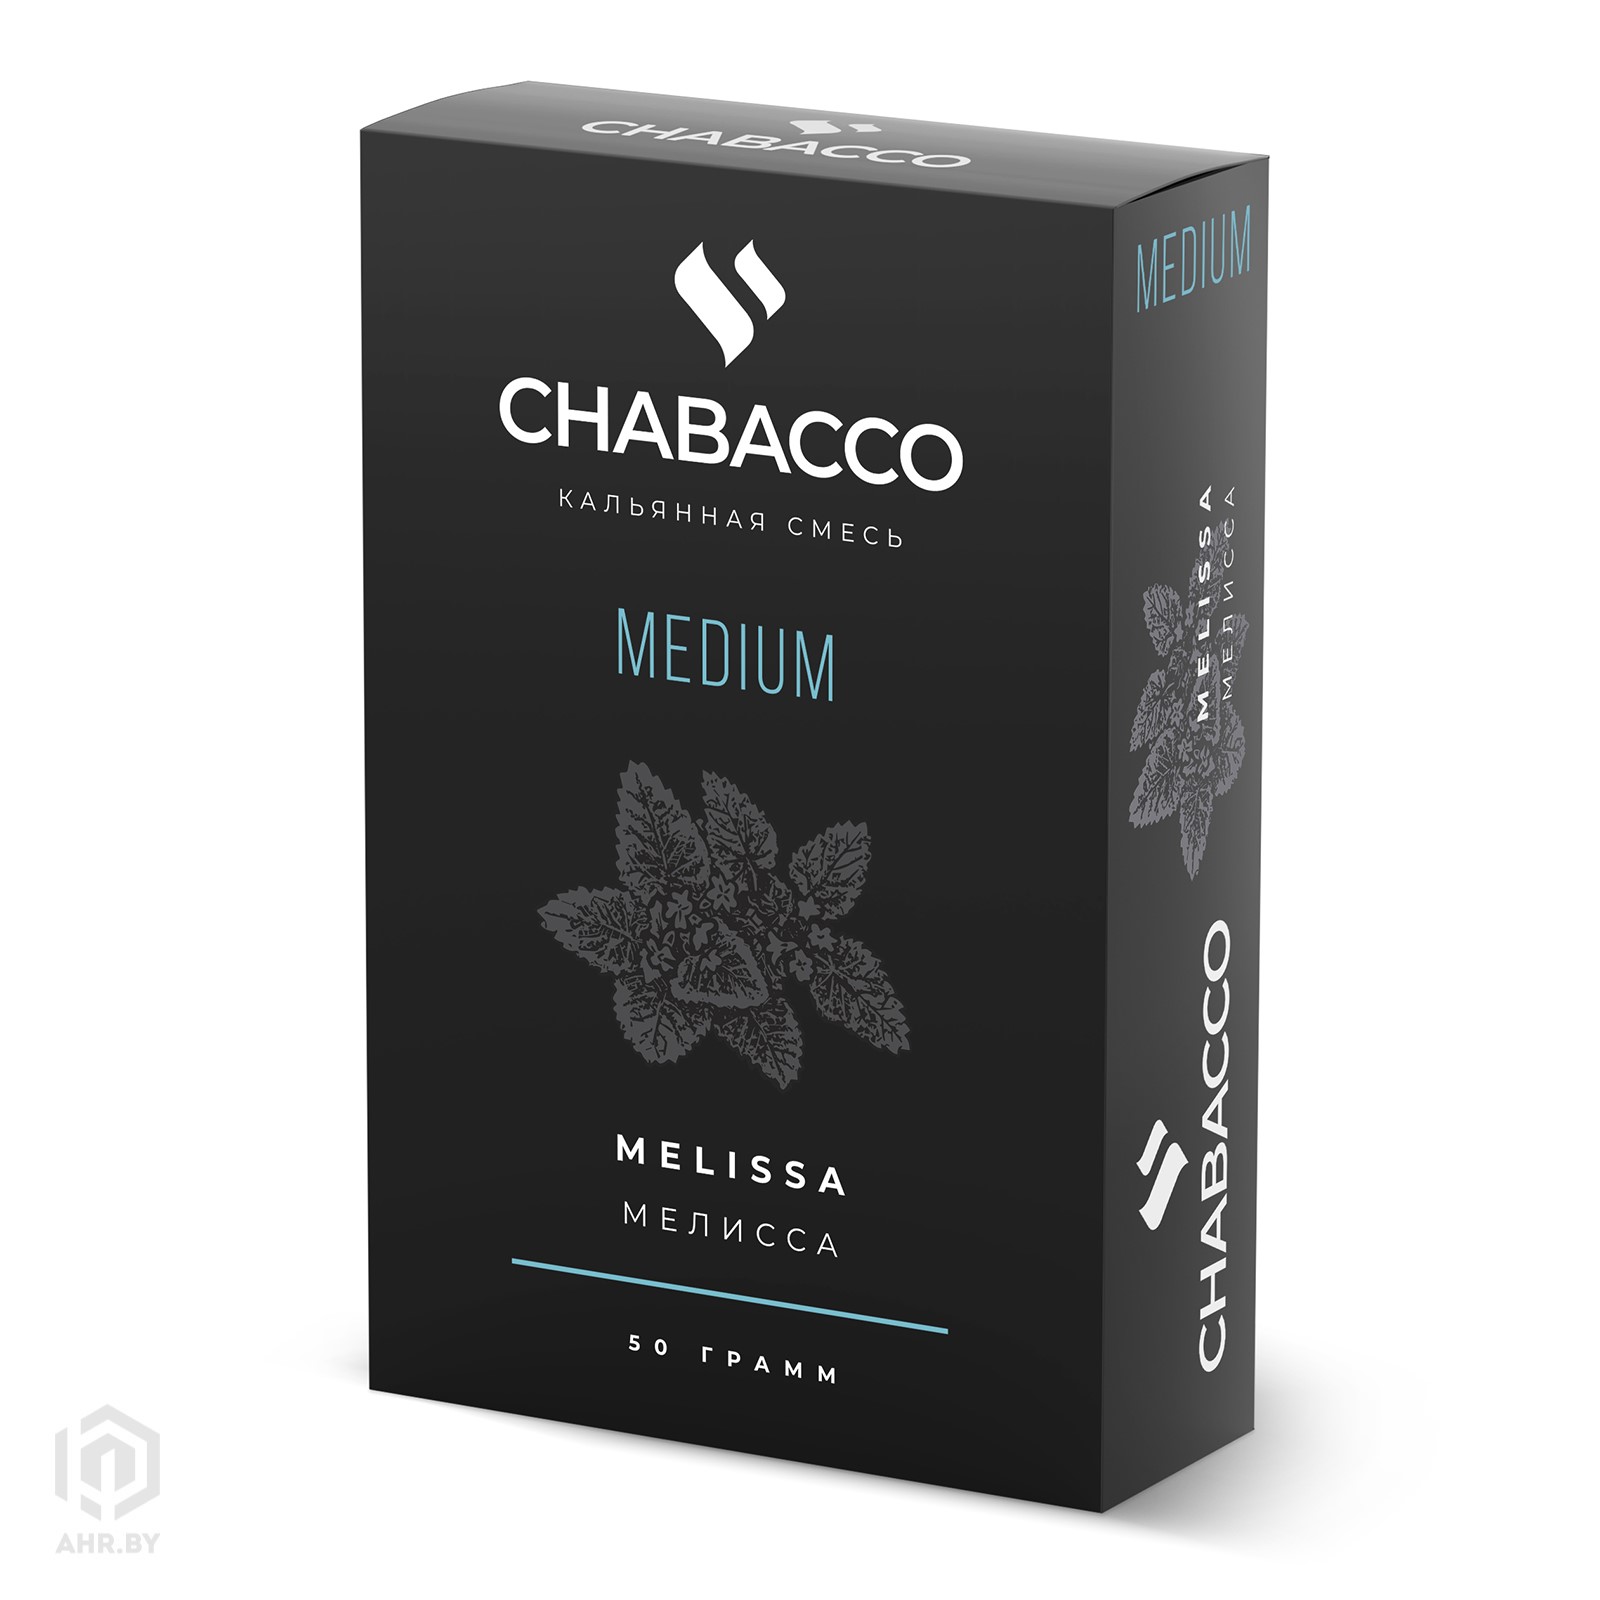 CHABACCO
CHABACCO
КАЛЬЯННАЯ СМЕСЬ
MEDIUM
MELISSA
МЕЛИССА
50 ГРАММ
MEDIUM
MELISSA
МЕЛИССА
CHABACCO
AHR.BY